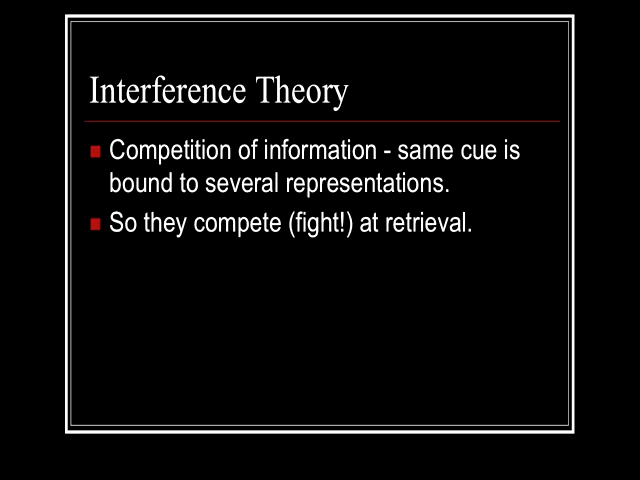 Interference Theory
Competition of information - same cue is
bound to several representations.
So they compete (fight!) at retrieval.